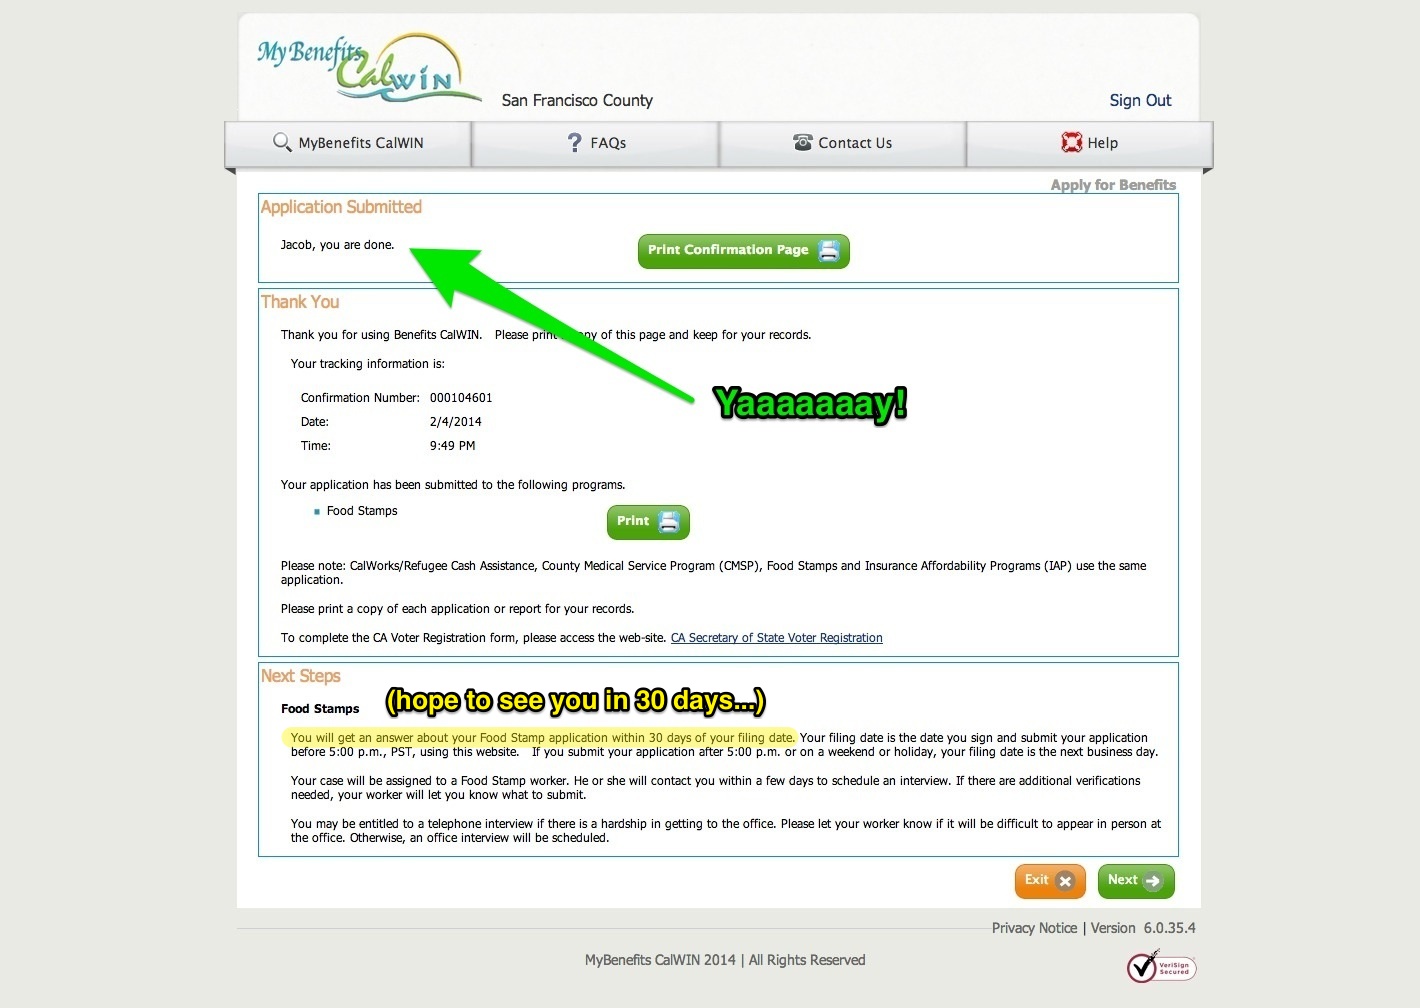 My Benefits
CalWIN
San Francisco County
Sign Out
MyBenefits CalWIN
? FAQs
Contact Us
Help
Apply for Benefits
Application Submitted
Jacob, you are done.
Print Confirmation Page
Thank You
Thank you for using Benefits CalWIN. Please print a copy of this page and keep for your records.
Your tracking information is:
Confirmation Number: 000104601
Yaaaaaaay!
Date: 2/4/2014
Time: 9:49 PM
Your application has been submitted to the following programs.
Food Stamps
Print
Please note: CalWorks/Refugee Cash Assistance, County Medical Service Program (CMSP), Food Stamps and Insurance Affordability Programs (IAP) use the same
application.
Please print a copy of each application or report for your records.
To complete the CA Voter Registration form, please access the web-site. CA Secretary of State Voter Registration
Next Steps
(hope to see you in 30 days...)
Food Stamps
You will get an answer about your Food Stamp application within 30 days of your filing date. Your filing date is the date you sign and submit your application
before 5:00 p.m., PST, using this website. If you submit your application after 5:00 p.m. or on a weekend or holiday, your filing date is the next business day.
Your case will be assigned to a Food Stamp worker. He or she will contact you within a few days to schedule an interview. If there are additional verifications
needed, your worker will let you know what to submit.
You may be entitled to a telephone interview if there is a hardship in getting to the office. Please let your worker know if it will be difficult to appear in person at
the office. Otherwise, an office interview will be scheduled.
Exit
Next
Privacy Notice | Version 6.0.35.4
MyBenefits CalWIN 2014 | All Rights Reserved
VeriSign
Secured